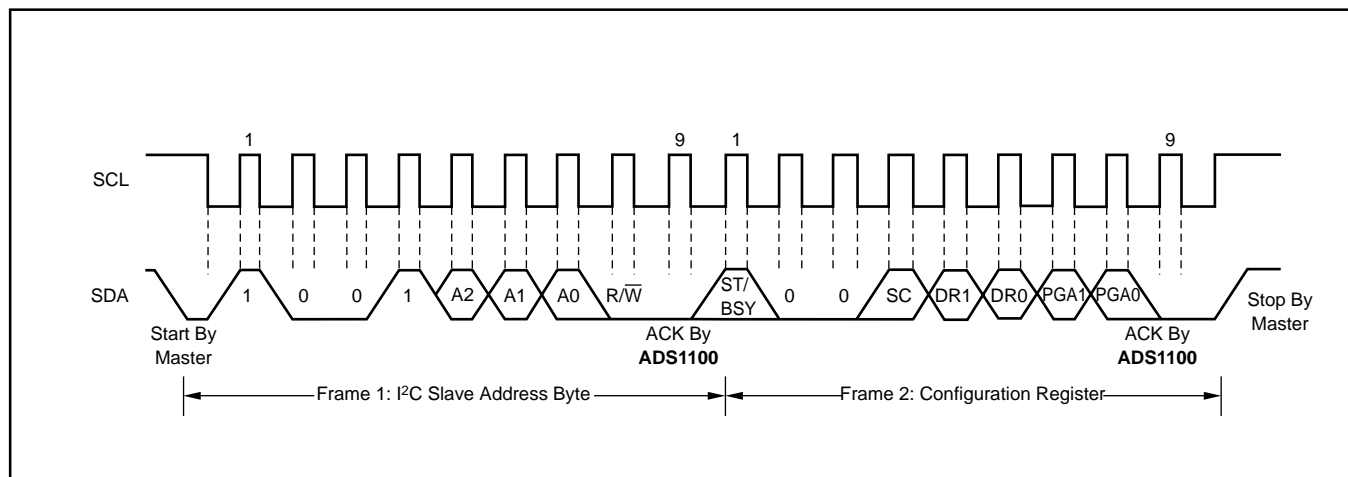 1 9 1 9
SCL
SDA
1 0 0 1 A2 A1 A0 R/W̅ ST/ BSY 0 0 SC DR1 DR0 PGA1 PGA0
Start By
Master
ACK By
ADS1100
ACK By
ADS1100
Stop By
Master
Frame 1: I²C Slave Address Byte
Frame 2: Configuration Register